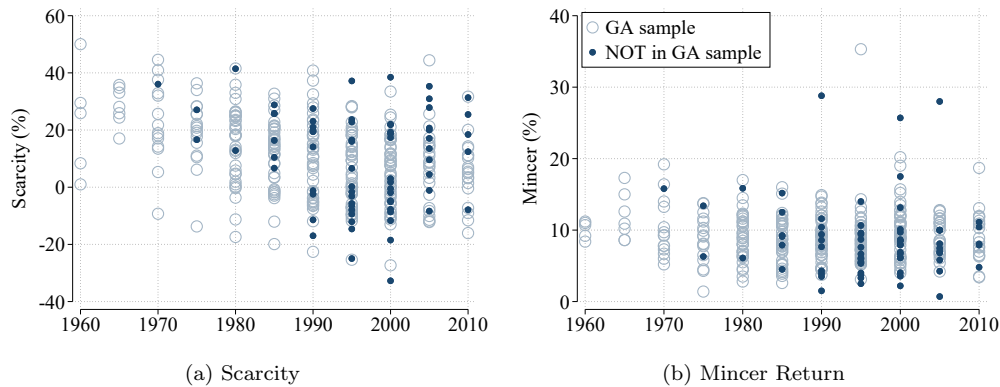 60
40
20
0
-20
-40
Scarcity (%)
1960 1970 1980 1990 2000 2010
(a) Scarcity
GA sample
NOT in GA sample
40
30
20
10
0
Mincer (%)
1960 1970 1980 1990 2000 2010
(b) Mincer Return